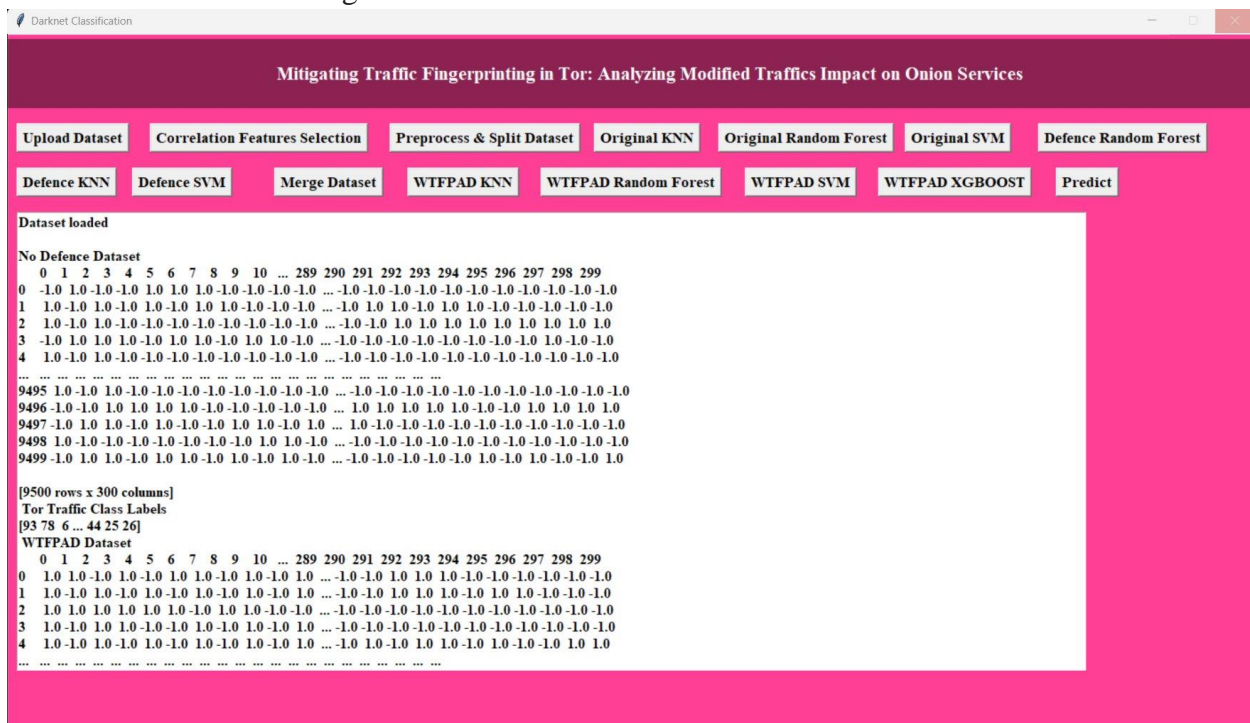 Darknet Classification
Mitigating Traffic Fingerprinting in Tor: Analyzing Modified Traffics Impact on Onion Services
Upload Dataset Correlation Features Selection Preprocess & Split Dataset Original KNN Original Random Forest Original SVM Defence Random Forest
Defence KNN Defence SVM Merge Dataset WTFPAD KNN WTFPAD Random Forest WTFPAD SVM WTFPAD XGBOOST Predict
Dataset loaded
No Defence Dataset
0 1 2 3 4 5 6 7 8 9 10 ... 289 290 291 292 293 294 295 296 297 298 299
0 -1.0 1.0 -1.0 -1.0 1.0 1.0 1.0 -1.0 -1.0 -1.0 -1.0 ... -1.0 -1.0 -1.0 -1.0 -1.0 -1.0 -1.0 -1.0 -1.0 -1.0 -1.0
1 1.0 -1.0 1.0 -1.0 1.0 -1.0 1.0 1.0 -1.0 -1.0 -1.0 ... -1.0 1.0 1.0 -1.0 1.0 1.0 -1.0 -1.0 -1.0 -1.0 -1.0
2 1.0 -1.0 1.0 -1.0 -1.0 -1.0 -1.0 -1.0 -1.0 -1.0 -1.0 ... -1.0 -1.0 1.0 1.0 1.0 1.0 1.0 1.0 1.0 1.0 1.0
3 -1.0 1.0 1.0 1.0 -1.0 1.0 1.0 -1.0 1.0 1.0 -1.0 ... -1.0 -1.0 -1.0 -1.0 -1.0 -1.0 -1.0 -1.0 1.0 -1.0 -1.0
4 1.0 -1.0 1.0 -1.0 -1.0 -1.0 -1.0 -1.0 -1.0 -1.0 -1.0 ... -1.0 -1.0 -1.0 -1.0 -1.0 -1.0 -1.0 -1.0 -1.0 -1.0 -1.0
... ... ... ... ... ... ... ... ... ... ... ... ... ... ... ... ... ... ... ... ... ... ... ...
9495 1.0 -1.0 1.0 -1.0 -1.0 -1.0 -1.0 -1.0 -1.0 -1.0 -1.0 ... -1.0 -1.0 -1.0 -1.0 -1.0 -1.0 -1.0 -1.0 -1.0 -1.0 -1.0
9496 -1.0 -1.0 1.0 1.0 1.0 1.0 -1.0 -1.0 -1.0 -1.0 -1.0 ... 1.0 1.0 1.0 1.0 1.0 -1.0 -1.0 1.0 1.0 1.0 1.0
9497 -1.0 1.0 1.0 -1.0 1.0 -1.0 -1.0 1.0 -1.0 1.0 1.0 ... 1.0 -1.0 -1.0 -1.0 -1.0 -1.0 -1.0 -1.0 -1.0 -1.0 -1.0
9498 1.0 -1.0 1.0 -1.0 -1.0 -1.0 -1.0 -1.0 1.0 1.0 -1.0 ... -1.0 -1.0 -1.0 -1.0 -1.0 -1.0 -1.0 -1.0 -1.0 -1.0 -1.0
9499 -1.0 1.0 1.0 -1.0 1.0 1.0 -1.0 1.0 -1.0 1.0 -1.0 ... -1.0 -1.0 -1.0 -1.0 -1.0 1.0 -1.0 1.0 -1.0 -1.0 1.0
[9500 rows x 300 columns]
Tor Traffic Class Labels
[93 78 6 ... 44 25 26]
WTFPAD Dataset
0 1 2 3 4 5 6 7 8 9 10 ... 289 290 291 292 293 294 295 296 297 298 299
0 1.0 1.0 -1.0 1.0 -1.0 1.0 1.0 -1.0 1.0 -1.0 1.0 ... -1.0 -1.0 1.0 1.0 1.0 -1.0 -1.0 -1.0 -1.0 -1.0 -1.0
1 1.0 -1.0 1.0 -1.0 1.0 -1.0 1.0 -1.0 1.0 -1.0 1.0 ... -1.0 -1.0 1.0 -1.0 -1.0 -1.0 -1.0 -1.0 -1.0 -1.0 -1.0
2 1.0 1.0 1.0 1.0 1.0 1.0 -1.0 1.0 1.0 -1.0 -1.0 ... -1.0 -1.0 -1.0 -1.0 -1.0 -1.0 -1.0 -1.0 -1.0 -1.0 -1.0
3 1.0 -1.0 1.0 1.0 -1.0 -1.0 1.0 -1.0 1.0 -1.0 1.0 ... -1.0 -1.0 -1.0 -1.0 -1.0 -1.0 -1.0 -1.0 -1.0 -1.0 -1.0
4 1.0 -1.0 1.0 -1.0 1.0 -1.0 1.0 -1.0 1.0 -1.0 1.0 ... -1.0 1.0 -1.0 1.0 1.0 -1.0 1.0 -1.0 -1.0 1.0 1.0
... ... ... ... ... ... ... ... ... ... ... ... ... ... ... ... ... ... ... ... ... ... ... ...